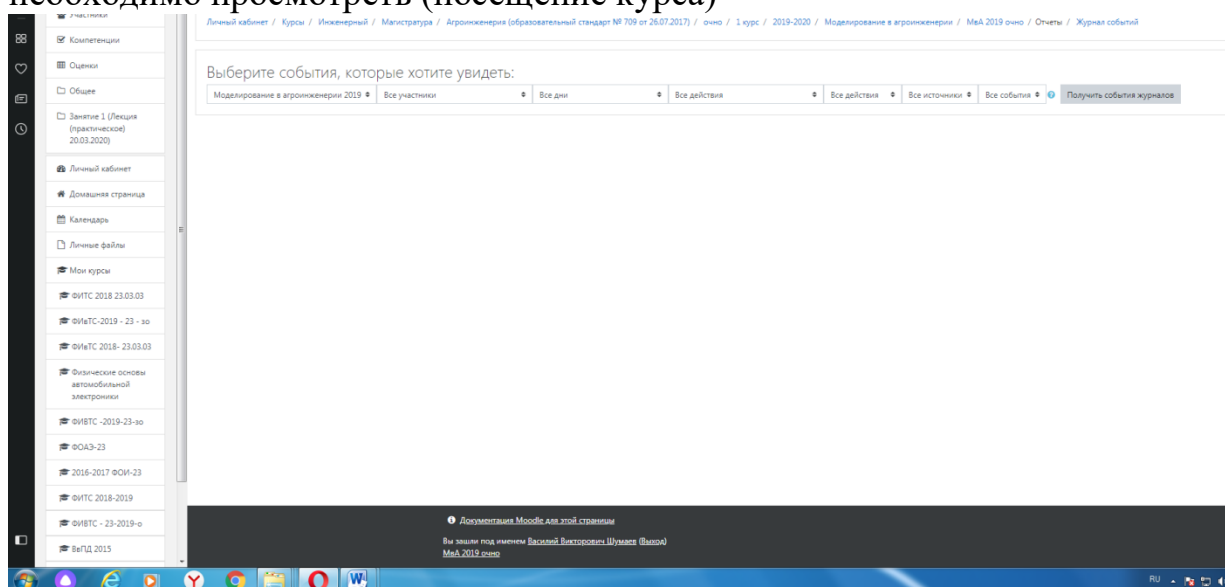 необходимо просмотреть (посещение курса)
Участники
Компетенции
Оценки
Общее
Занятие 1 (Лекция
(практическое)
20.03.2020)
Личный кабинет
Домашняя страница
Календарь
Личные файлы
Мои курсы
ФИТС 2018 23.03.03
ФИвТС-2019 - 23 - зо
ФИвТС 2018- 23.03.03
Физические основы
автомобильной
электроники
ФИВТС -2019-23-зо
ФОАЭ-23
2016-2017 ФОИ-23
ФИТС 2018-2019
ФИВТС - 23-2019-о
ВвПД 2015
Личный кабинет / Курсы / Инженерный / Магистратура / Агроинженерия (образовательный стандарт № 709 от 26.07.2017) / очно / 1 курс / 2019-2020 / Моделирование в агроинженерии / МвА 2019 очно / Отчеты / Журнал событий
Выберите события, которые хотите увидеть:
Моделирование в агроинженерии 2019 Все участники Все дни Все действия Все действия Все источники Все события Получить события журналов
Документация Moodle для этой страницы
Вы зашли под именем Василий Викторович Шумаев (Выход)
МвА 2019 очно
RU